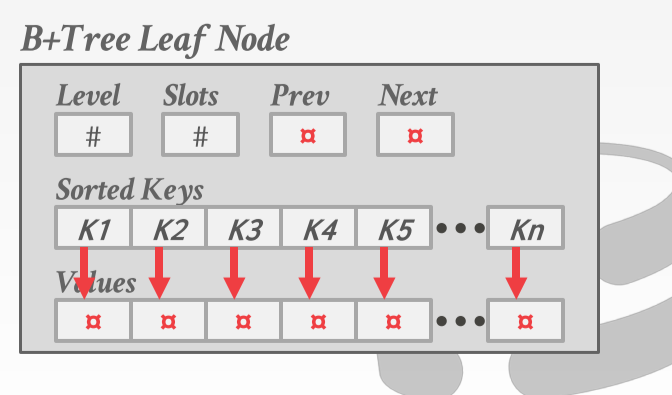 B+Tree Leaf Node
Level Slots Prev Next
# # ¤ ¤
Sorted Keys
K1 K2 K3 K4 K5 ••• Kn
Values
¤ ¤ ¤ ¤ ¤ ••• ¤